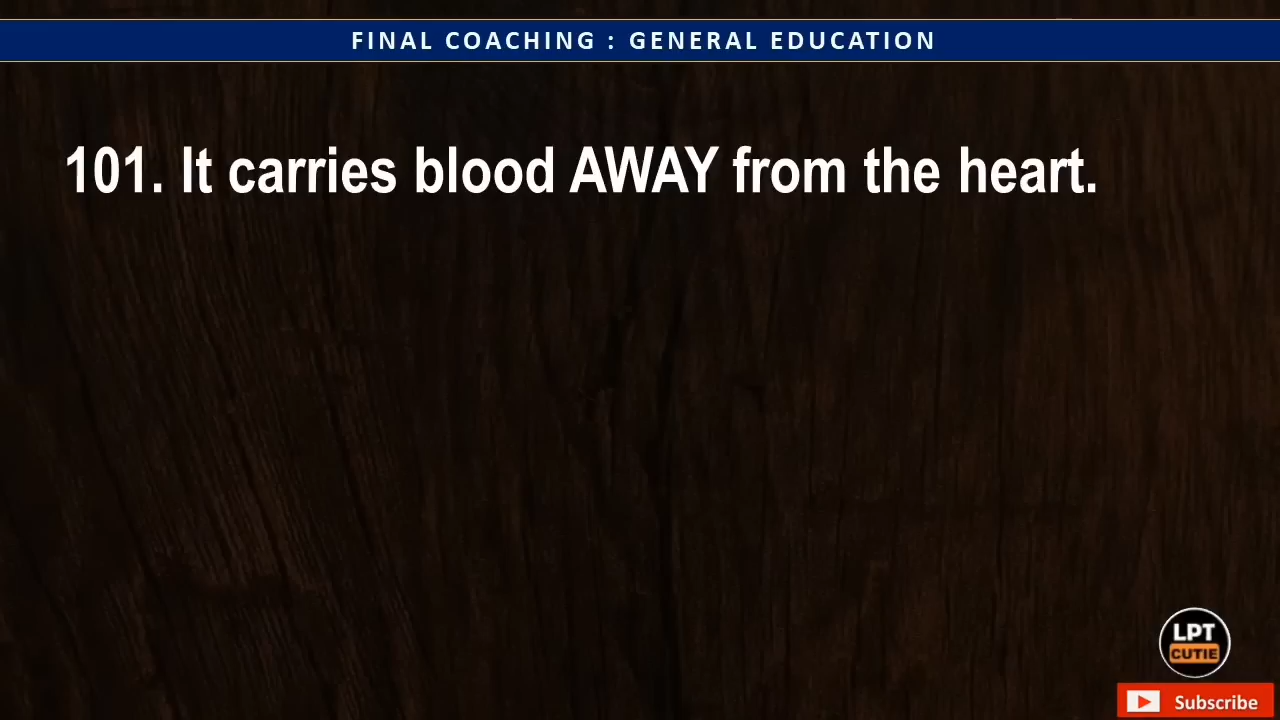 FINAL COACHING : GENERAL EDUCATION
101. It carries blood AWAY from the heart.
LPT
CUTIE
Subscribe